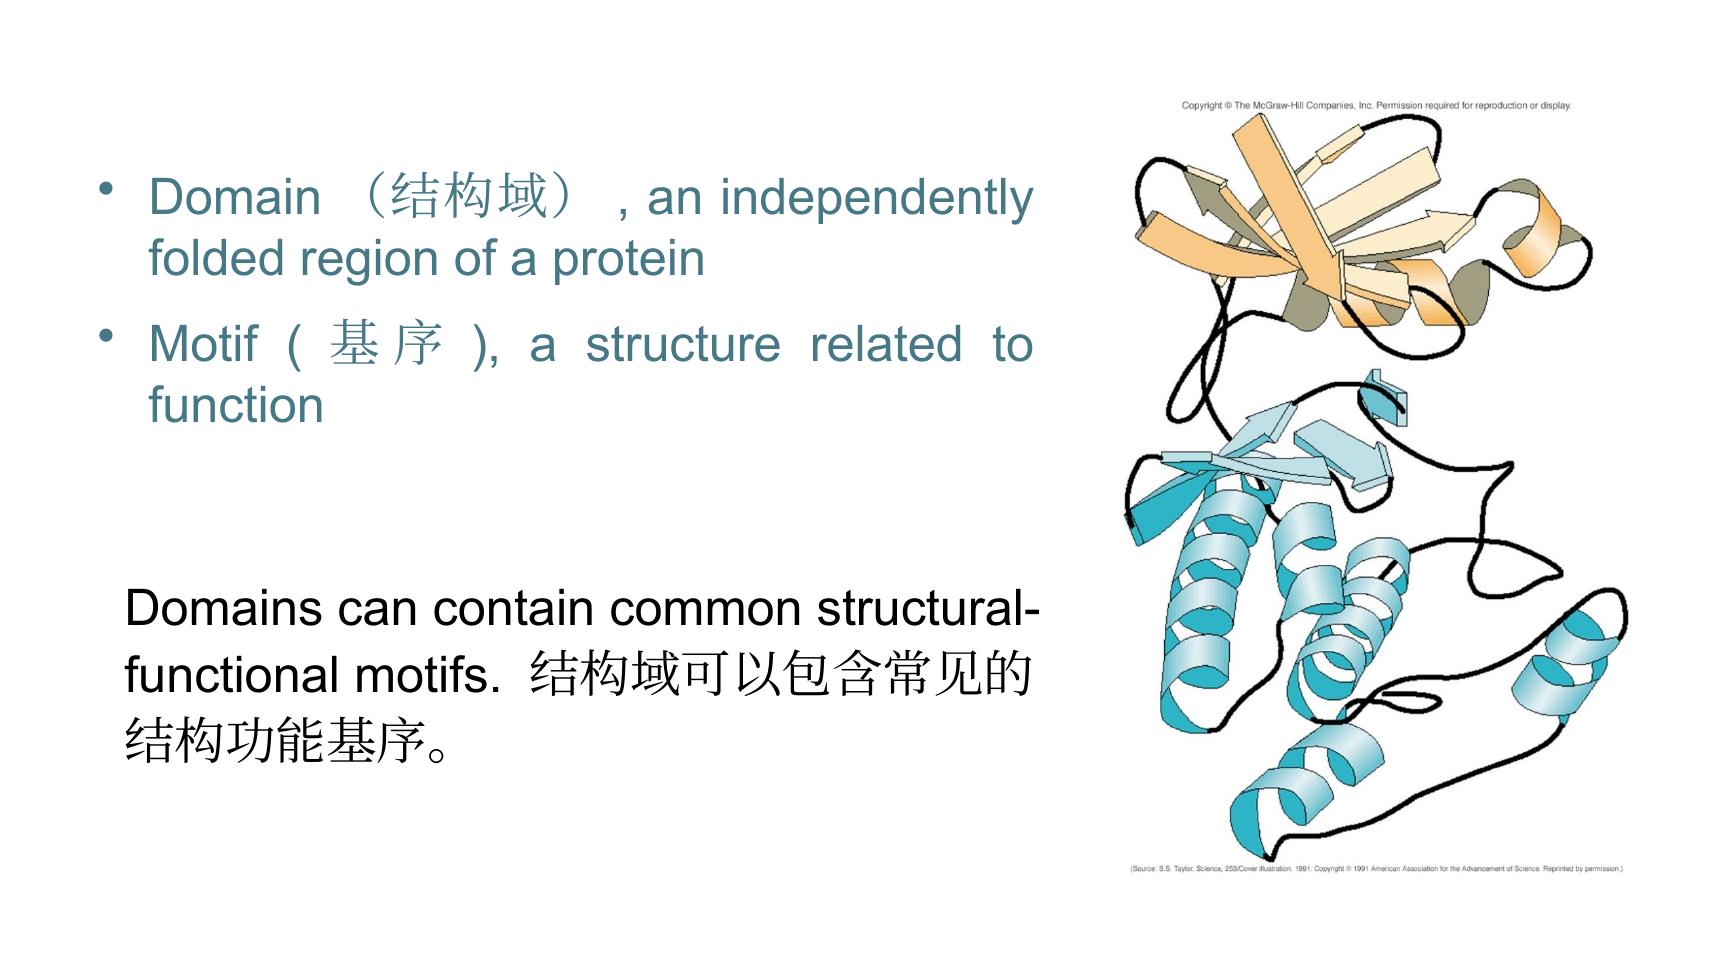 Copyright © The McGraw-Hill Companies, Inc. Permission required for reproduction or display.
• Domain （结构域） , an independently
folded region of a protein
• Motif ( 基序 ), a structure related to
function
Domains can contain common structural-
functional motifs. 结构域可以包含常见的
结构功能基序。
(Source: S.S. Taylor, Science, 253/Cover illustration, 1991. Copyright © 1991 American Association for the Advancement of Science. Reprinted by permission.)